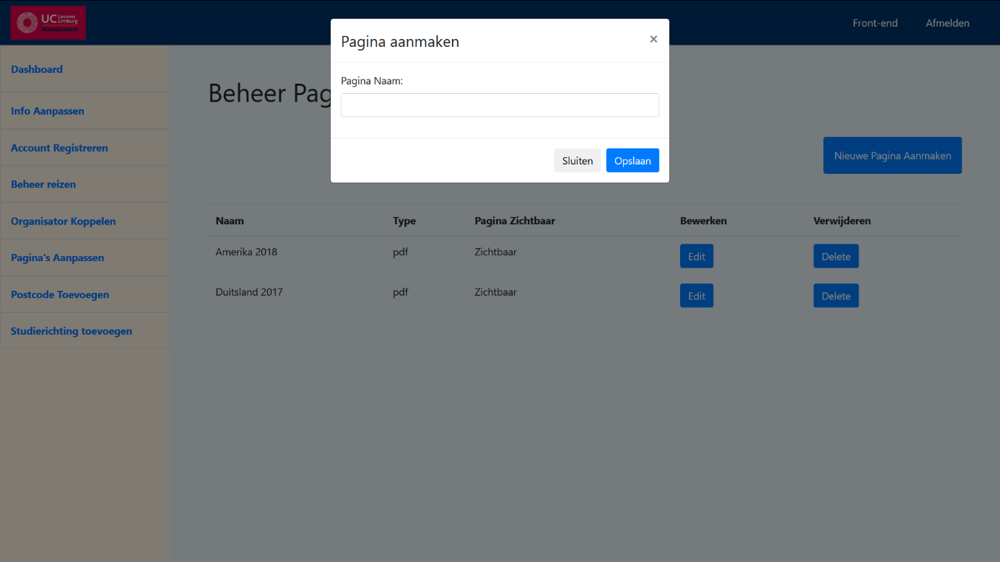 UC Leuven
Limburg
MOVING MINDS
Front-end
Afmelden
Pagina aanmaken
×
Pagina Naam:
Sluiten
Opslaan
Dashboard
Info Aanpassen
Account Registreren
Beheer reizen
Organisator Koppelen
Pagina's Aanpassen
Postcode Toevoegen
Studierichting toevoegen
Beheer Pag
Nieuwe Pagina Aanmaken
Naam Type Pagina Zichtbaar Bewerken Verwijderen
Amerika 2018 pdf Zichtbaar Edit Delete
Duitsland 2017 pdf Zichtbaar Edit Delete